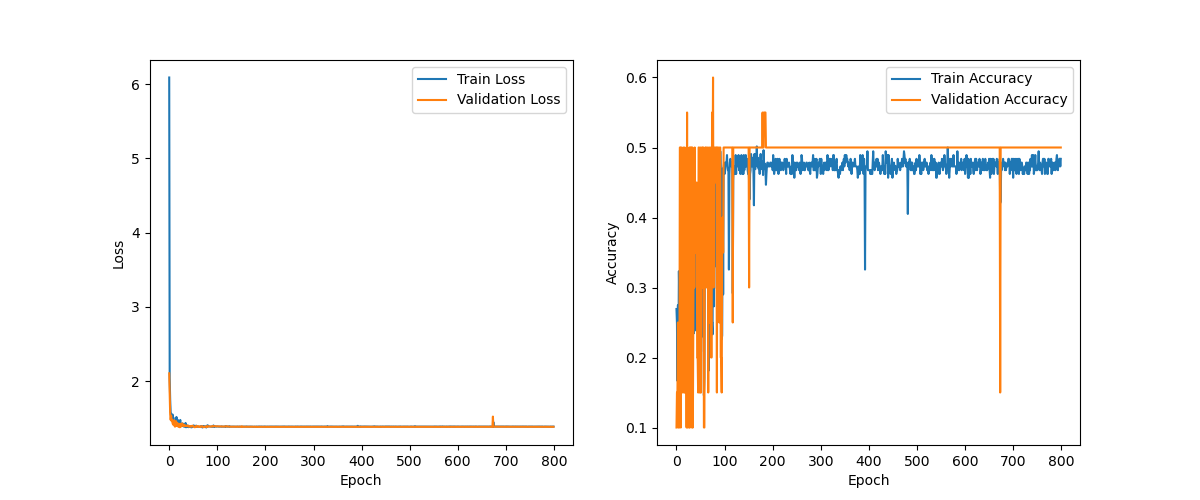 Train Loss
Validation Loss
Loss
6
5
4
3
2
0 100 200 300 400 500 600 700 800
Epoch
Train Accuracy
Validation Accuracy
Accuracy
0.6
0.5
0.4
0.3
0.2
0.1
0 100 200 300 400 500 600 700 800
Epoch